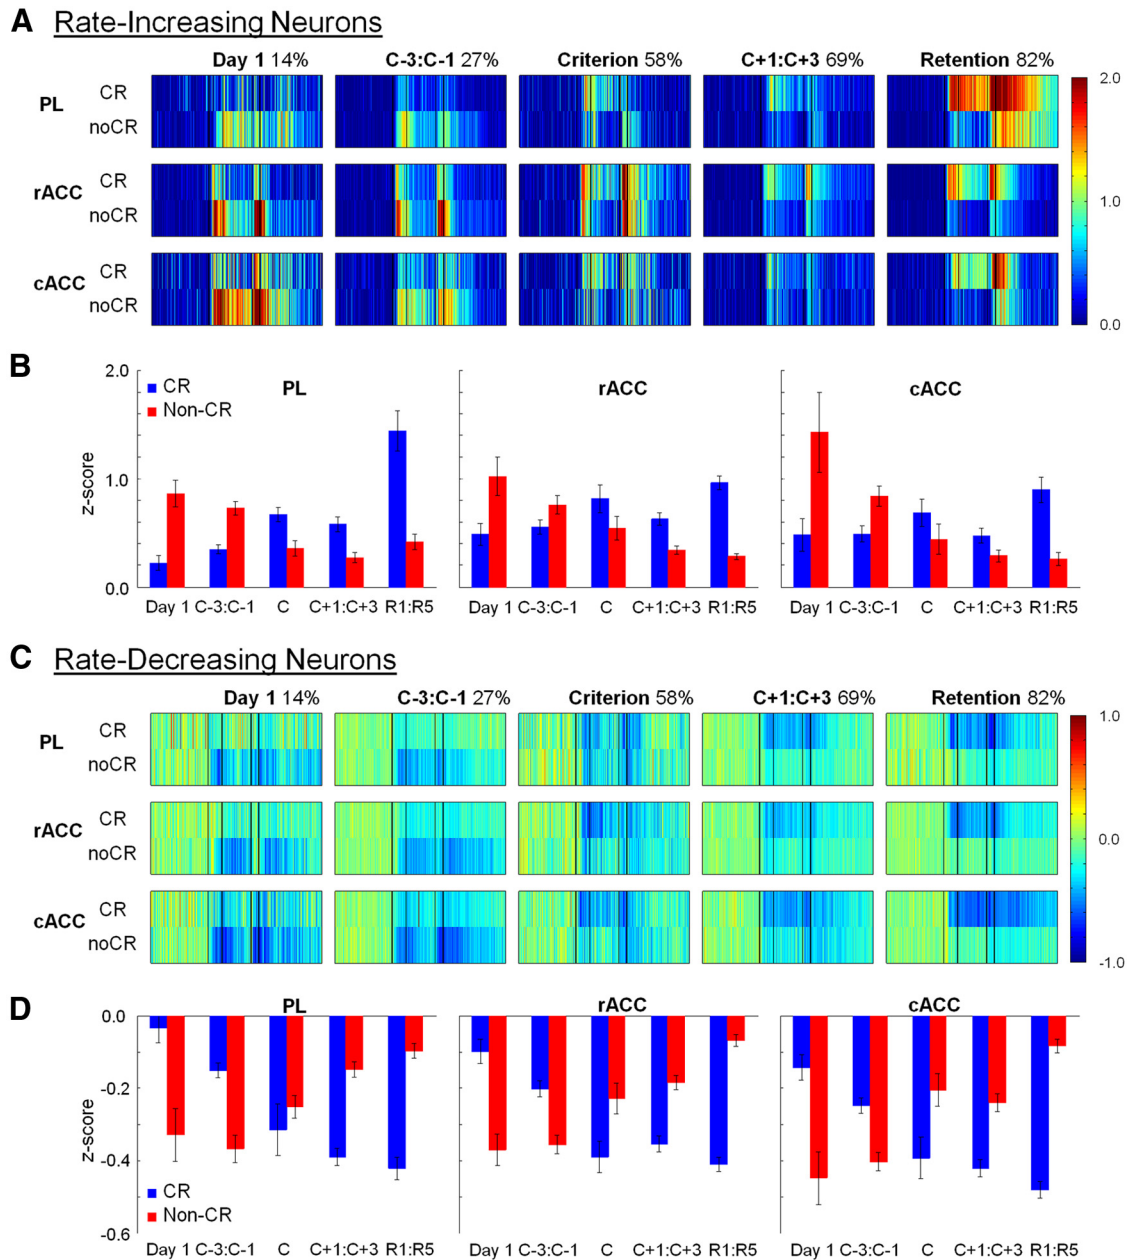 A Rate-Increasing Neurons
Day 1 14% C-3:C-1 27% Criterion 58% C+1:C+3 69% Retention 82%
PL CR noCR
rACC CR noCR
cACC CR noCR
2.0
1.0
0.0
B
PL rACC cACC
CR
Non-CR
2.0
1.0
0.0
z-score
Day 1 C-3:C-1 C C+1:C+3 R1:R5
Day 1 C-3:C-1 C C+1:C+3 R1:R5
Day 1 C-3:C-1 C C+1:C+3 R1:R5
C Rate-Decreasing Neurons
Day 1 14% C-3:C-1 27% Criterion 58% C+1:C+3 69% Retention 82%
PL CR noCR
rACC CR noCR
cACC CR noCR
1.0
0.0
-1.0
D
PL rACC cACC
0.0
-0.2
-0.4
-0.6
z-score
CR
Non-CR
Day 1 C-3:C-1 C C+1:C+3 R1:R5
Day 1 C-3:C-1 C C+1:C+3 R1:R5
Day 1 C-3:C-1 C C+1:C+3 R1:R5